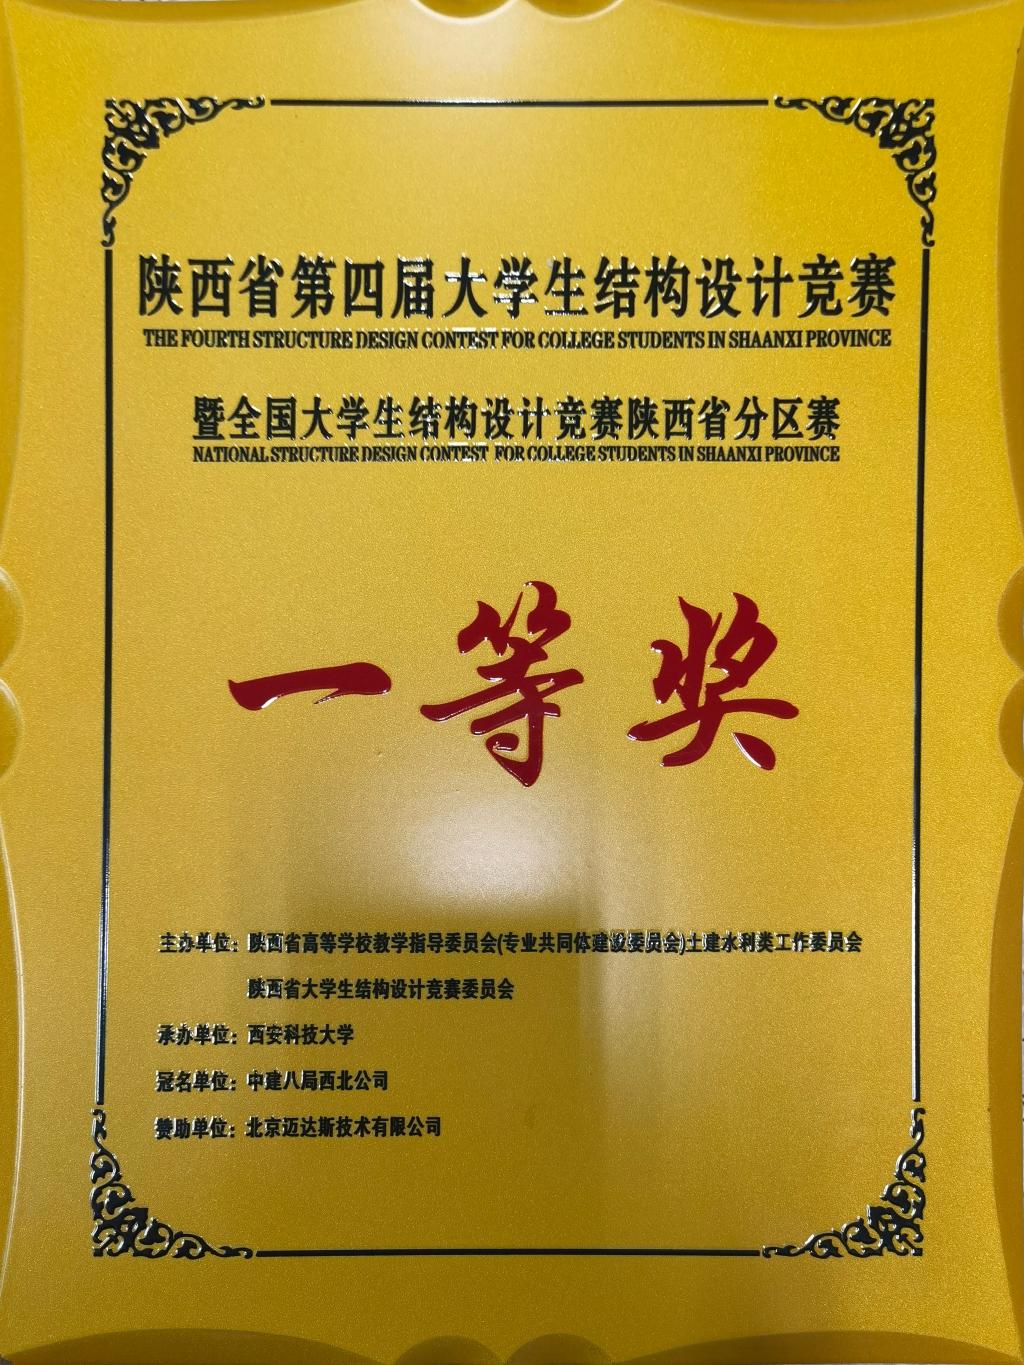 陕西省第四届大学生结构设计竞赛
THE FOURTH STRUCTURE DESIGN CONTEST FOR COLLEGE STUDENTS IN SHAANXI PROVINCE
暨全国大学生结构设计竞赛陕西省分区赛
NATIONAL STRUCTURE DESIGN CONTEST FOR COLLEGE STUDENTS IN SHAANXI PROVINCE
一等奖
主办单位：陕西省高等学校教学指导委员会(专业共同体建设委员会)土建水利类工作委员会
陕西省大学生结构设计竞赛委员会
承办单位：西安科技大学
冠名单位：中建八局西北公司
赞助单位：北京迈达斯技术有限公司